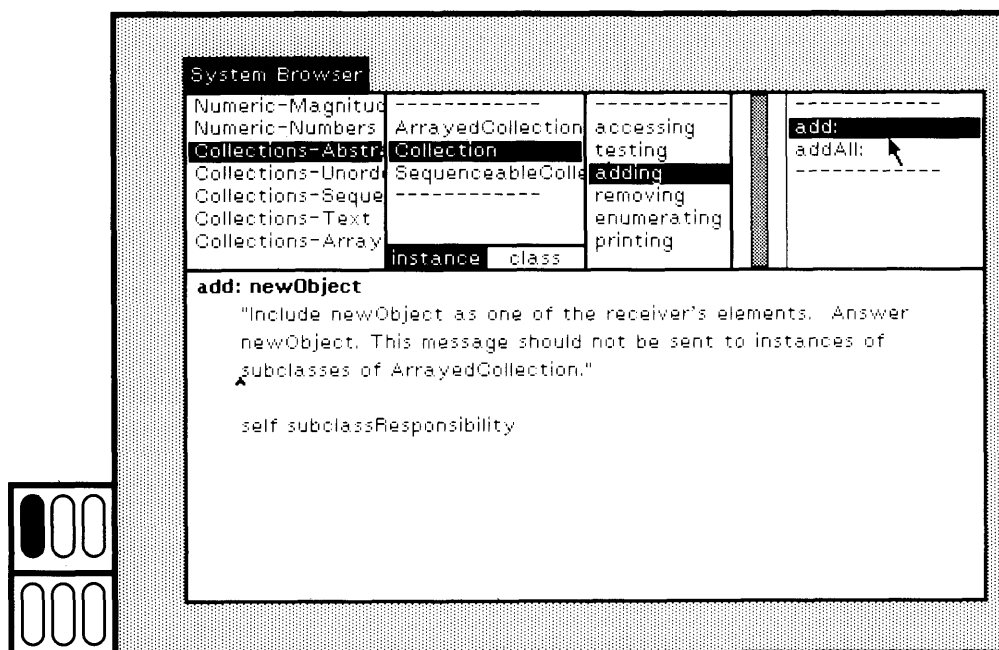 System Browser
Numeric-Magnitud
Numeric-Numbers
Collections-Abstra
Collections-Unord
Collections-Seque
Collections-Text
Collections-Array
------------
ArrayedCollection
Collection
SequenceableColle
------------
instance class
------------
accessing
testing
adding
removing
enumerating
printing
------------
add:
addAll:
------------
add: newObject
"Include newObject as one of the receiver's elements. Answer
newObject. This message should not be sent to instances of
subclasses of ArrayedCollection."
self subclassResponsibility